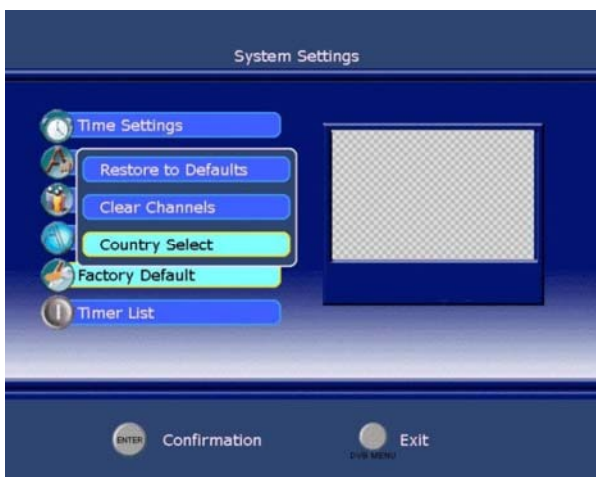 System Settings
Time Settings
Restore to Defaults
Clear Channels
Country Select
Factory Default
Timer List
ENTER Confirmation
Exit
DVB MENU